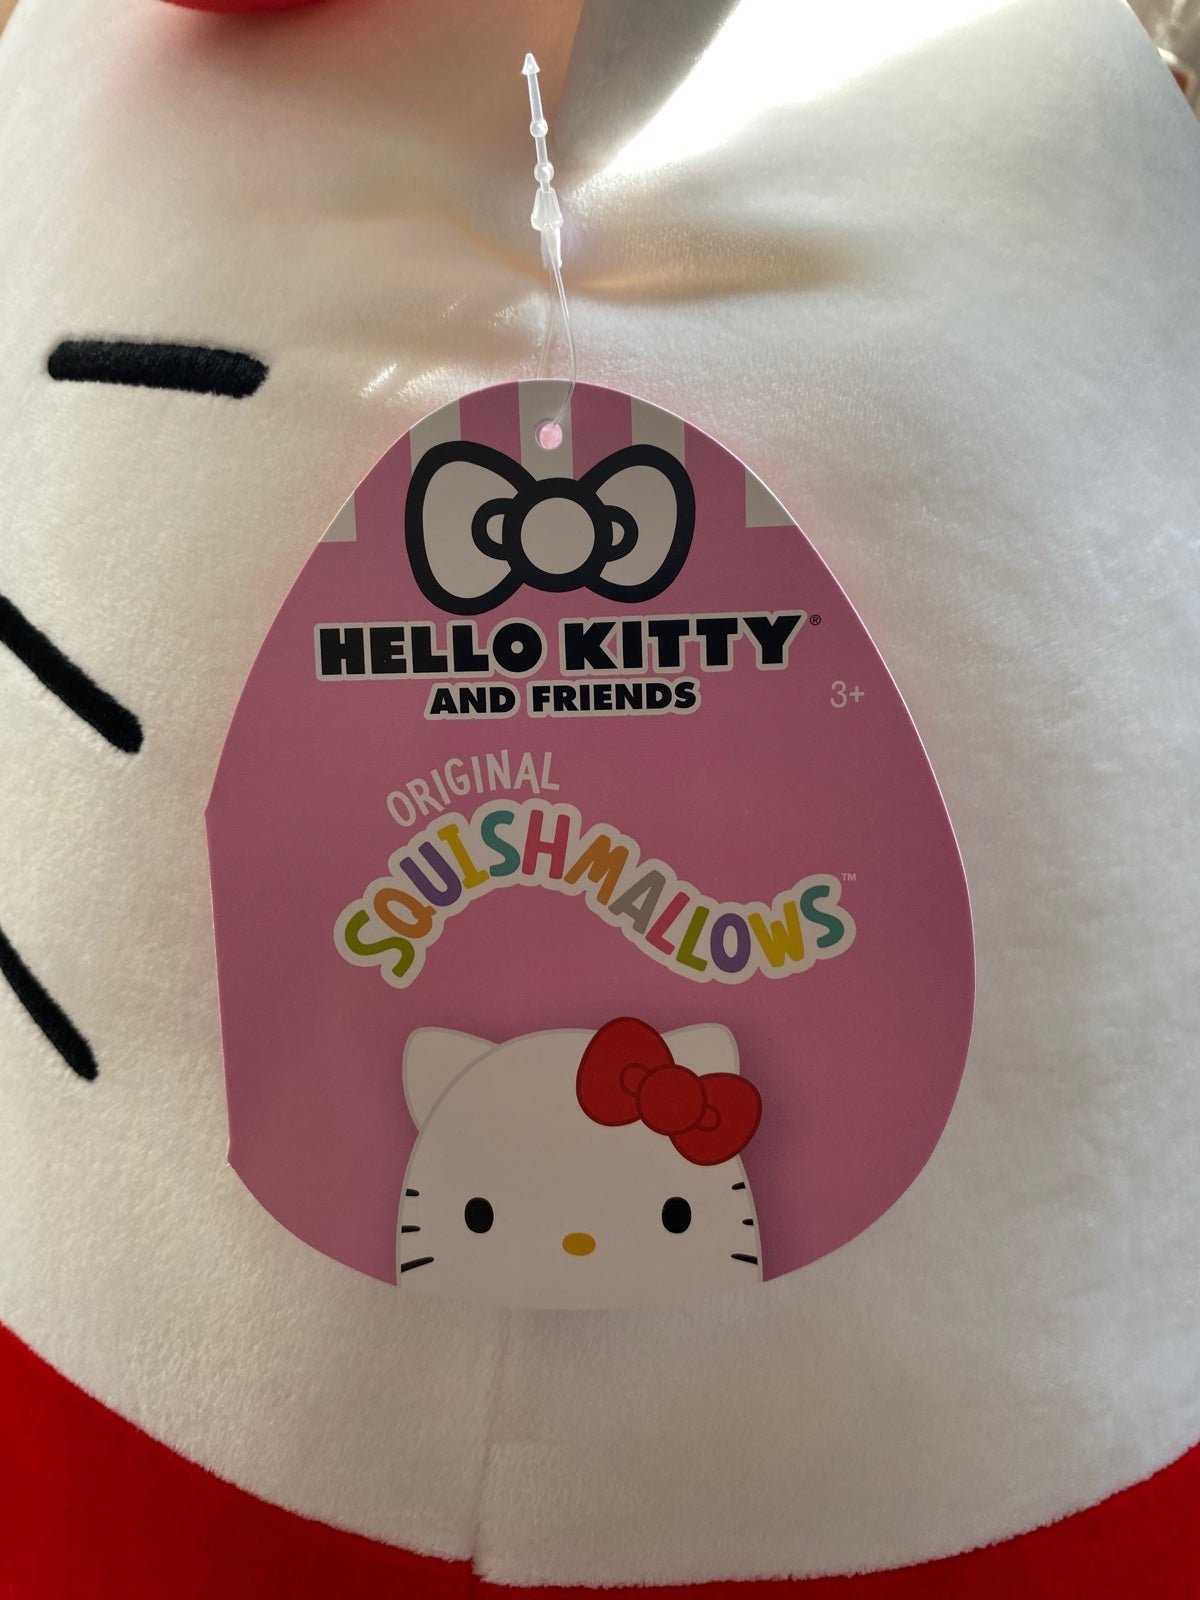 HELLO KITTY®
AND FRIENDS
3+
ORIGINAL
SQUISHMALLOWS™